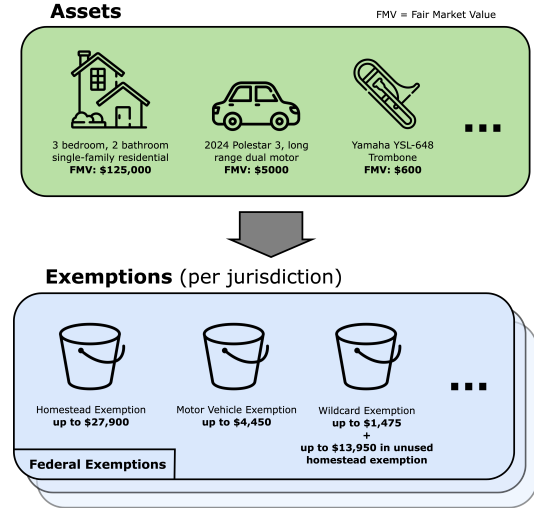 Assets
FMV = Fair Market Value
3 bedroom, 2 bathroom
single-family residential
FMV: $125,000
2024 Polestar 3, long
range dual motor
FMV: $5000
Yamaha YSL-648
Trombone
FMV: $600
...
Exemptions (per jurisdiction)
Homestead Exemption
up to $27,900
Motor Vehicle Exemption
up to $4,450
Wildcard Exemption
up to $1,475
+
up to $13,950 in unused
homestead exemption
...
Federal Exemptions